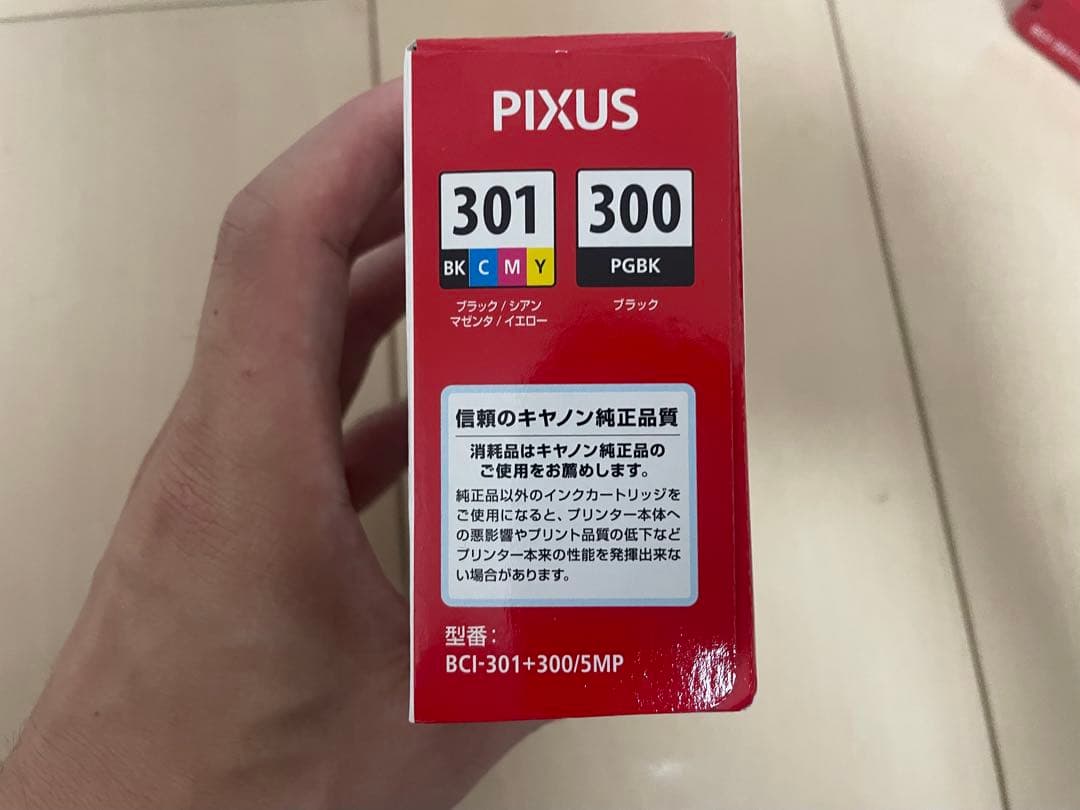 PIXUS
301
BK C M Y
ブラック / シアン
マゼンタ / イエロー
300
PGBK
ブラック
信頼のキヤノン純正品質
消耗品はキヤノン純正品の
ご使用をお薦めします。
純正品以外のインクカートリッジを
ご使用になると、プリンター本体へ
の悪影響やプリント品質の低下など
プリンター本来の性能を発揮出来な
い場合があります。
型番：
BCI-301+300/5MP